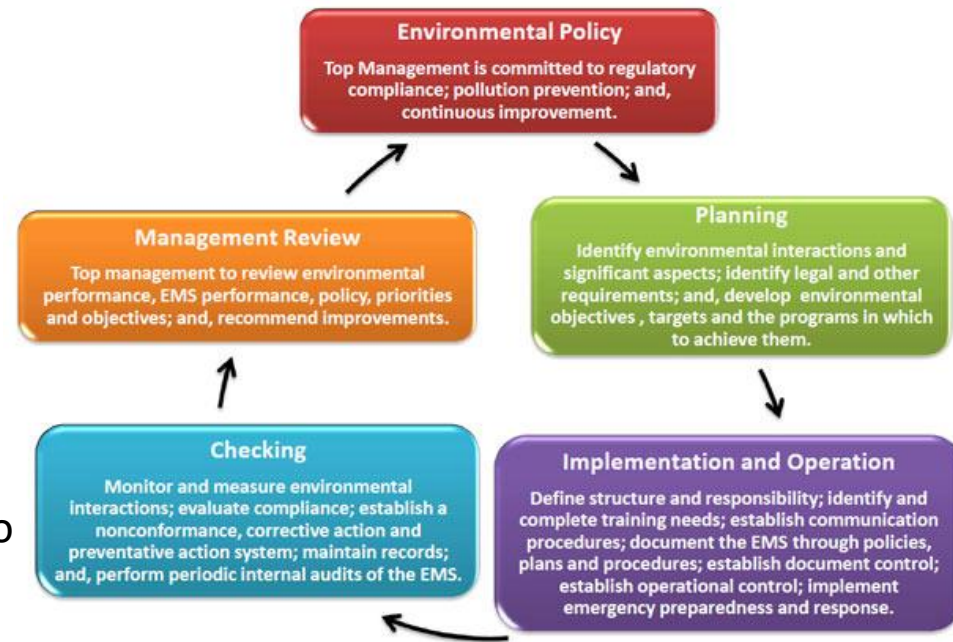 Environmental Policy
Top Management is committed to regulatory
compliance; pollution prevention; and,
continuous improvement.
Planning
Identify environmental interactions and
significant aspects; identify legal and other
requirements; and, develop environmental
objectives , targets and the programs in which
to achieve them.
Implementation and Operation
Define structure and responsibility; identify and
complete training needs; establish communication
procedures; document the EMS through policies,
plans and procedures; establish document control;
establish operational control; implement
emergency preparedness and response.
Checking
Monitor and measure environmental
interactions; evaluate compliance; establish a
nonconformance, corrective action and
preventative action system; maintain records;
and, perform periodic internal audits of the EMS.
Management Review
Top management to review environmental
performance, EMS performance, policy, priorities
and objectives; and, recommend improvements.